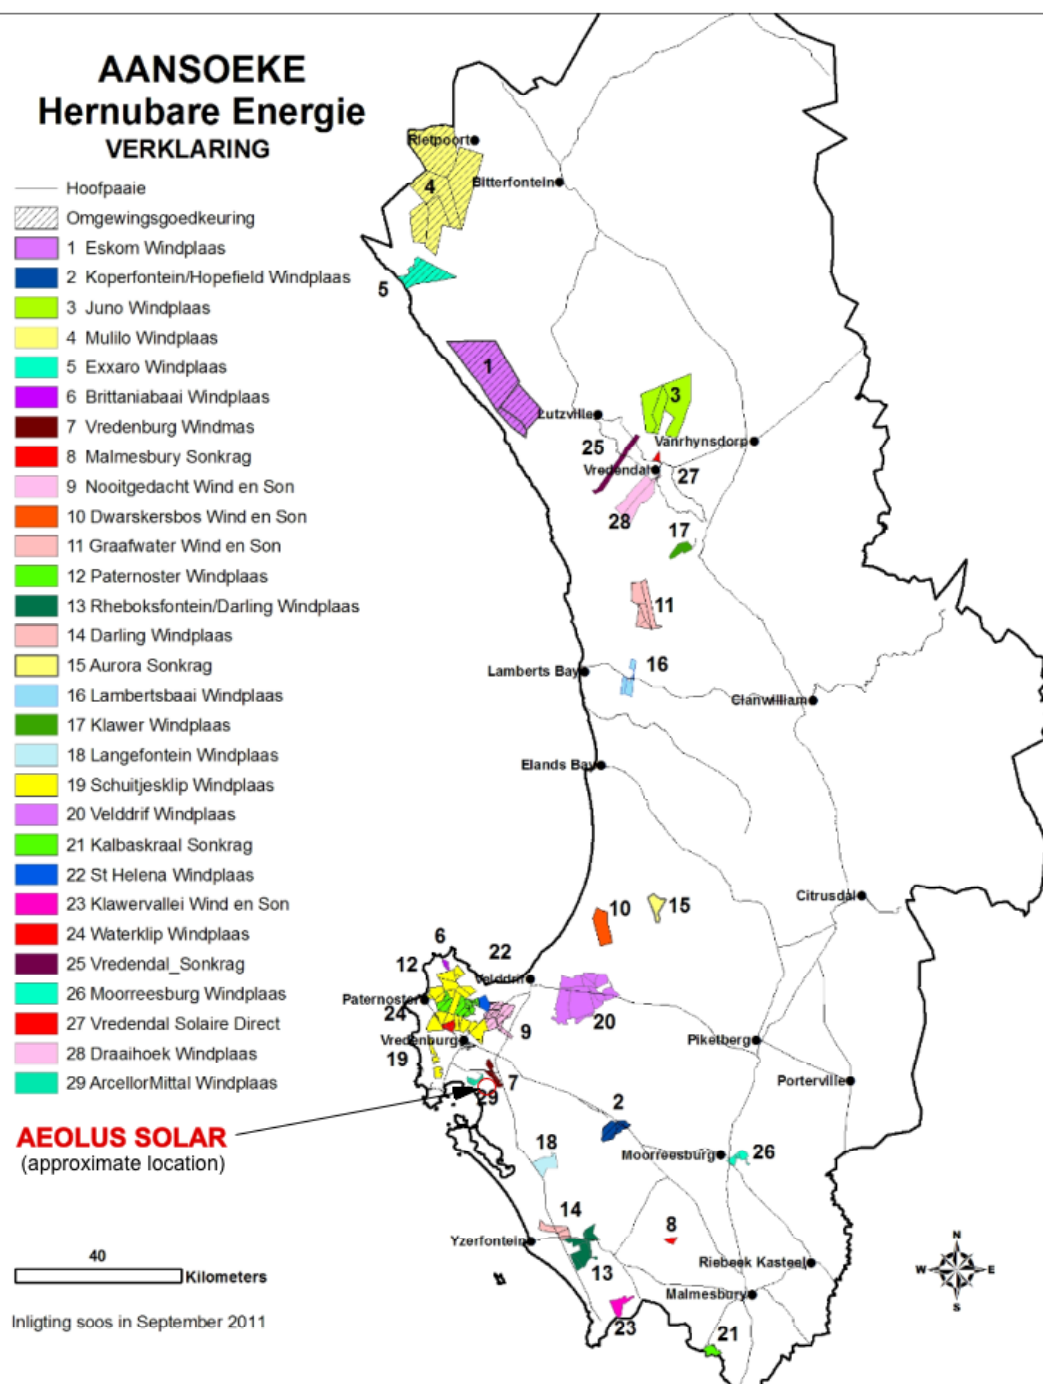 AANSOEKE
Hernubare Energie
VERKLARING
Hoofpaaie
Omgewingsgoedkeuring
1 Eskom Windplaas
2 Koperfontein/Hopefield Windplaas
3 Juno Windplaas
4 Mulilo Windplaas
5 Exxaro Windplaas
6 Brittaniabaai Windplaas
7 Vredenburg Windmas
8 Malmesbury Sonkrag
9 Nooitgedacht Wind en Son
10 Dwarskersbos Wind en Son
11 Graafwater Wind en Son
12 Paternoster Windplaas
13 Rheboksfontein/Darling Windplaas
14 Darling Windplaas
15 Aurora Sonkrag
16 Lambertsbaai Windplaas
17 Klawer Windplaas
18 Langefontein Windplaas
19 Schuitjesklip Windplaas
20 Velddrif Windplaas
21 Kalbaskraal Sonkrag
22 St Helena Windplaas
23 Klawervallei Wind en Son
24 Waterklip Windplaas
25 Vredendal_Sonkrag
26 Moorreesburg Windplaas
27 Vredendal Solaire Direct
28 Draaihoek Windplaas
29 ArcellorMittal Windplaas
AEOLUS SOLAR
(approximate location)
40
Kilometers
Inligting soos in September 2011
Rietpoort
4
Bitterfontein
5
1
3
Lutzville
25
Vanrhynsdorp
Vredendal
27
28
17
11
16
Lamberts Bay
Clanwilliam
Elands Bay
Citrusdal
10
15
6
22
12
Velddrif
Paternoster
24
20
9
Vredenburg
Piketberg
19
7
Porterville
29
2
18
Moorreesburg
26
14
8
Yzerfontein
13
Riebeek Kasteel
Malmesbury
23
21
N
W
E
S